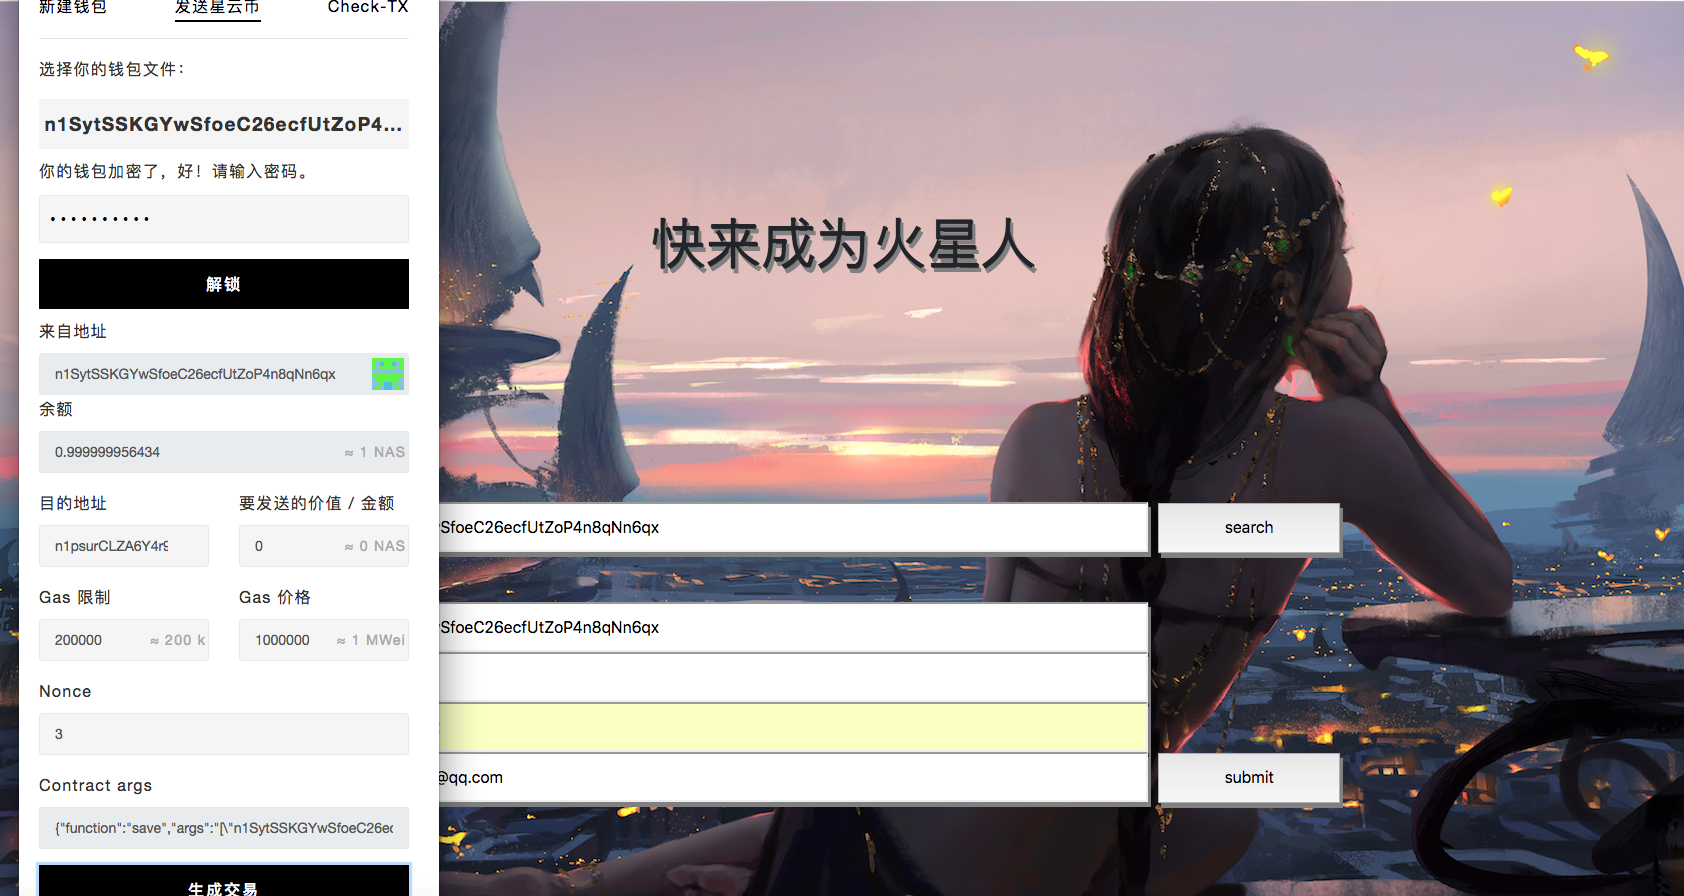 新建钱包
发送星云币
Check-TX
选择你的钱包文件：
n1SytSSKGYwSfoeC26ecfUtZoP4...
你的钱包加密了，好！请输入密码。
••••••••••
解锁
来自地址
n1SytSSKGYwSfoeC26ecfUtZoP4n8qNn6qx
余额
0.999999956434
≈ 1 NAS
目的地址
要发送的价值 / 金额
n1psurCLZA6Y4r9
0
≈ 0 NAS
Gas 限制
Gas 价格
200000
≈ 200 k
1000000
≈ 1 MWei
Nonce
3
Contract args
{"function":"save","args":"[\"n1SytSSKGYwSfoeC26ec
生成交易
快来成为火星人
SfoeC26ecfUtZoP4n8qNn6qx
search
SfoeC26ecfUtZoP4n8qNn6qx
@qq.com
submit